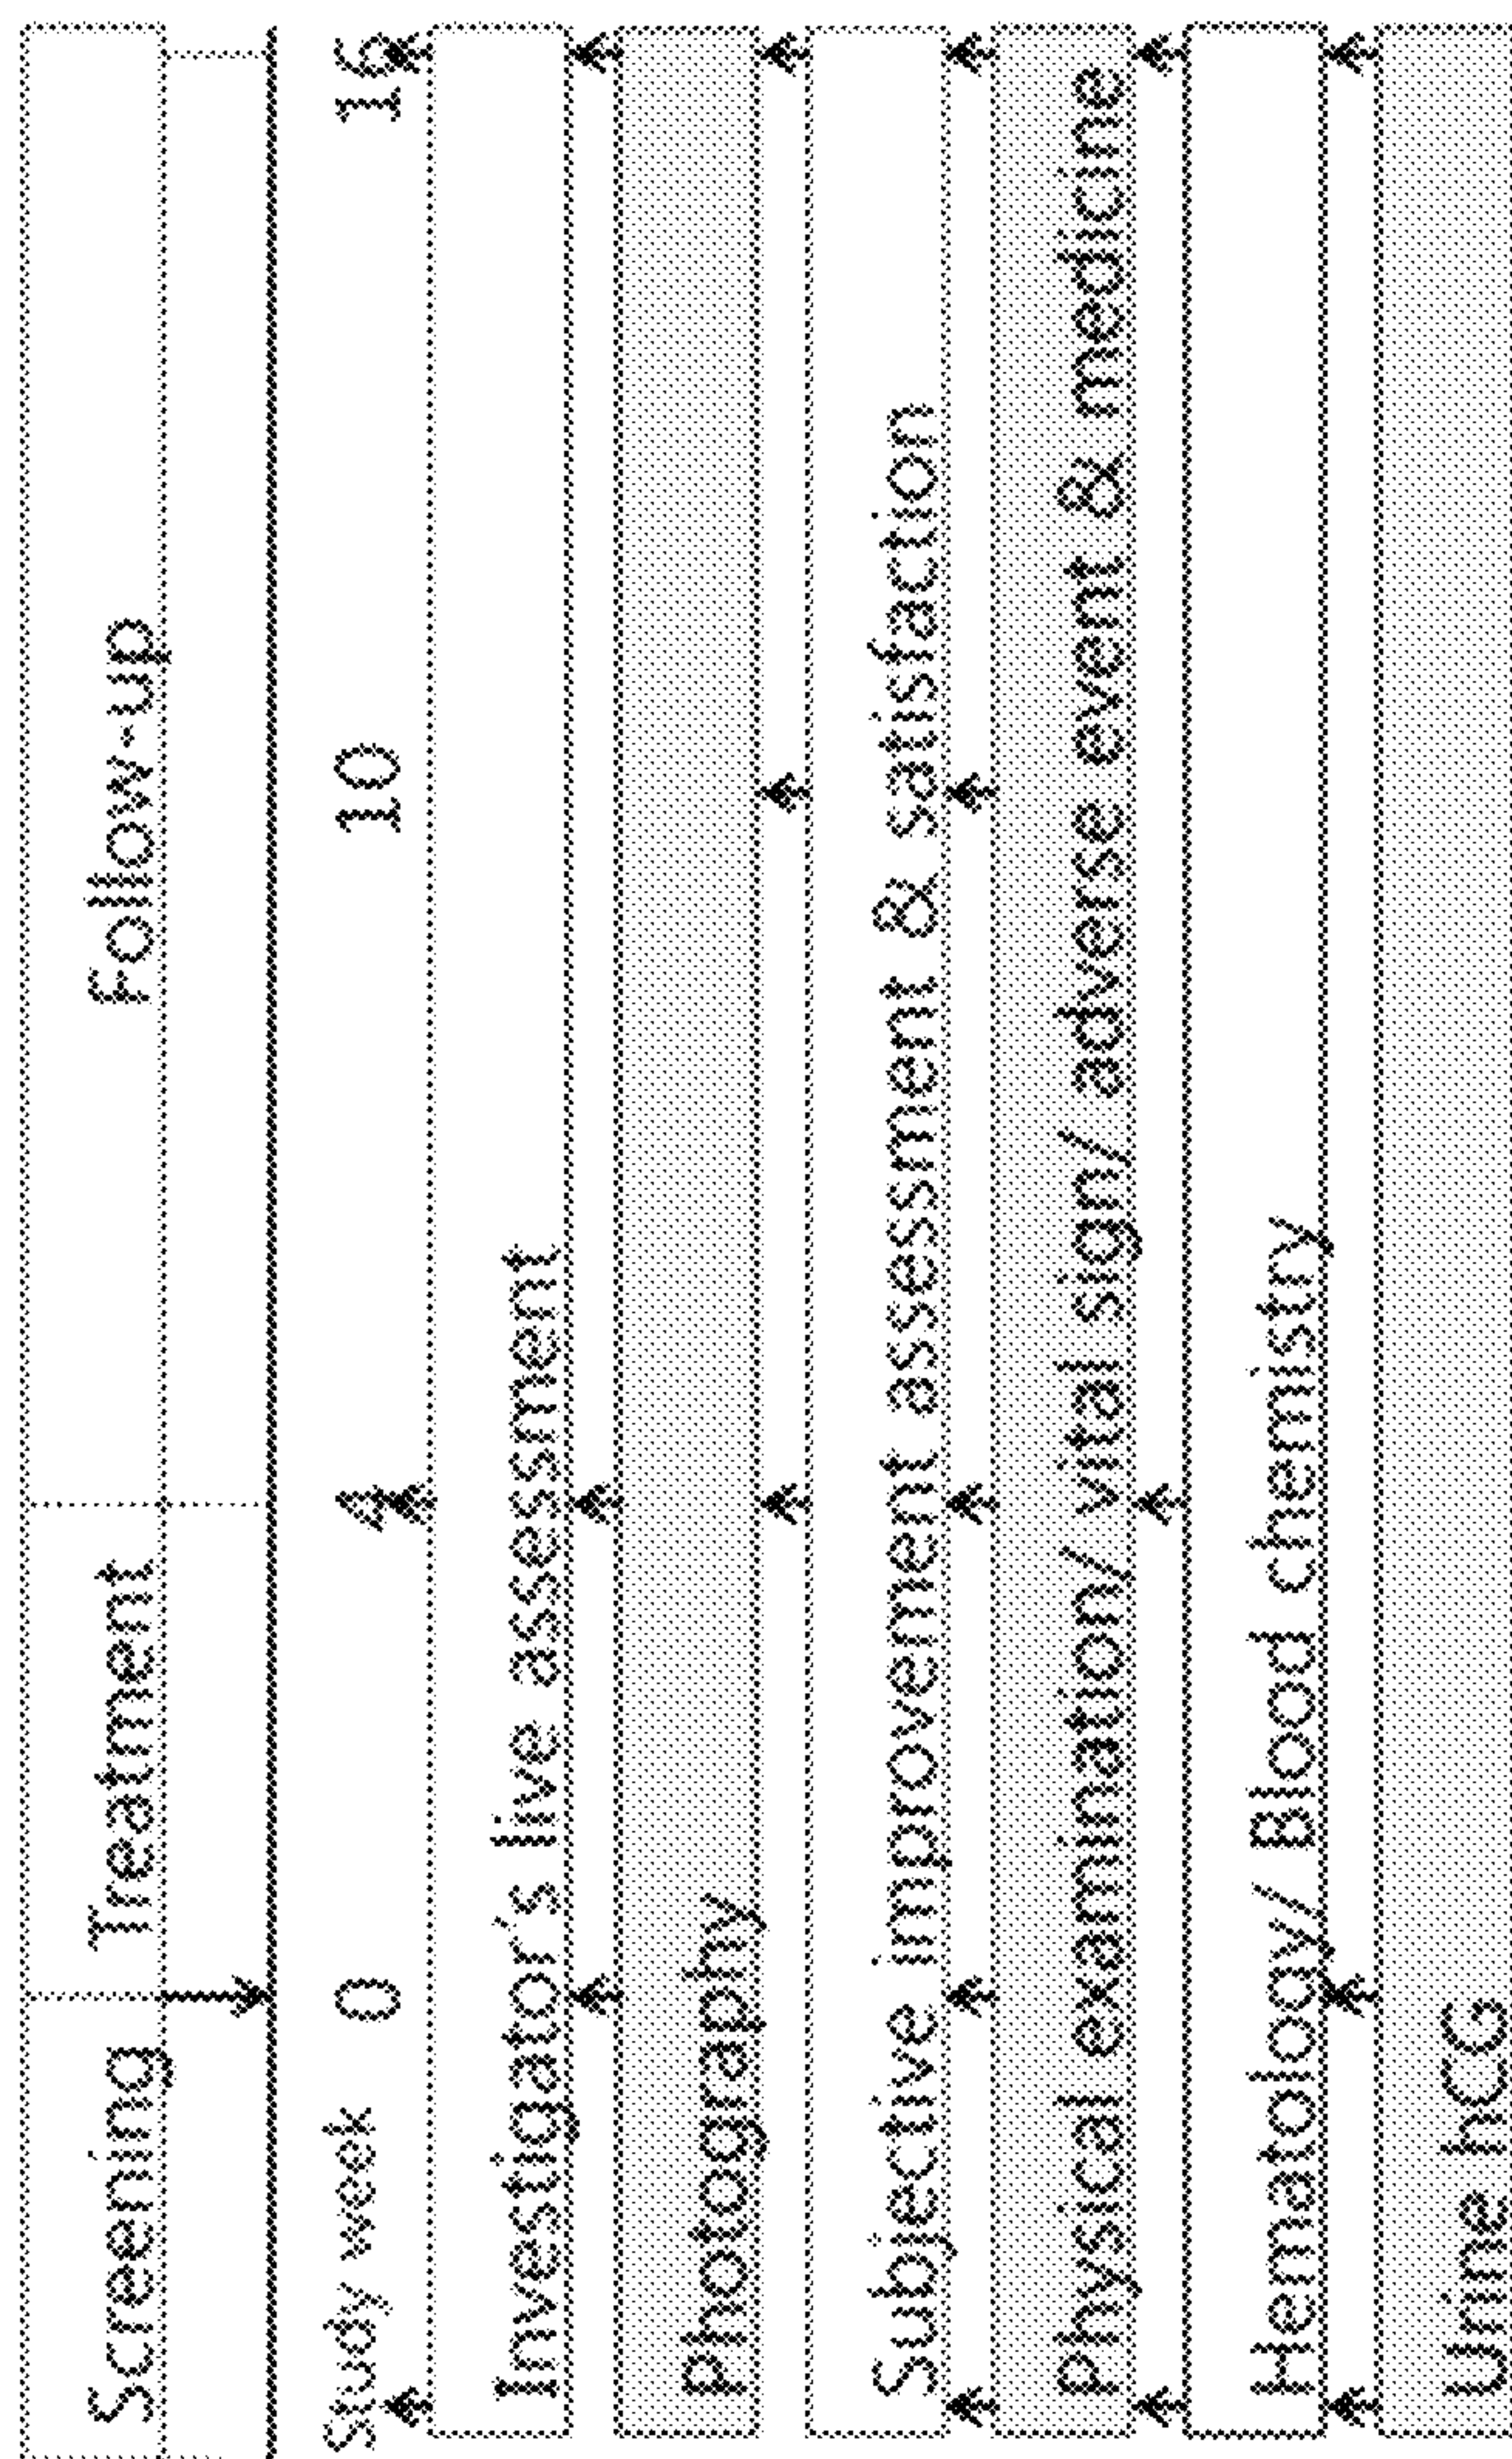 Screening Treatment Follow-up
Study week 0 4 10 16
Investigator's live assessment
Photography
Subjective improvement assessment & satisfaction
Physical examination/ vital sign/ adverse event & medicine
Hematology/ Blood chemistry
Urine hCG